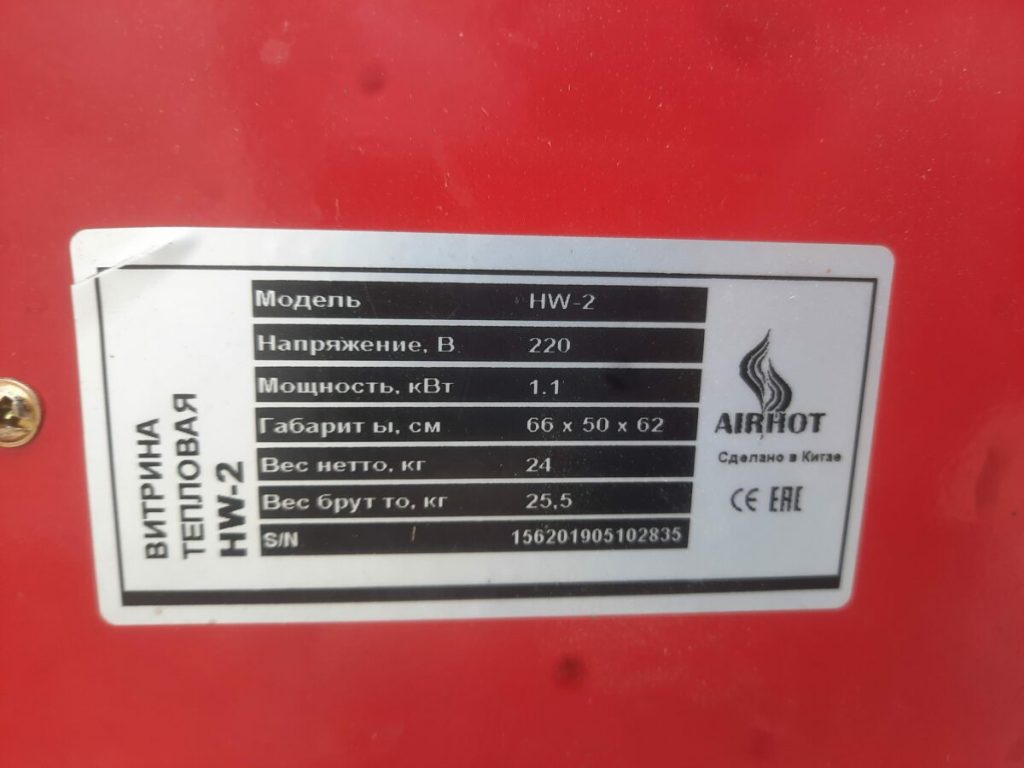 ВИТРИНА
ТЕПЛОВАЯ
HW-2
Модель HW-2
Напряжение, В 220
Мощность, кВт 1.1
Габарит ы, см 66 x 50 x 62
Вес нетто, кг 24
Вес брут то, кг 25,5
S/N 156201905102835
AIRHOT
Сделано в Китае
CE EAC